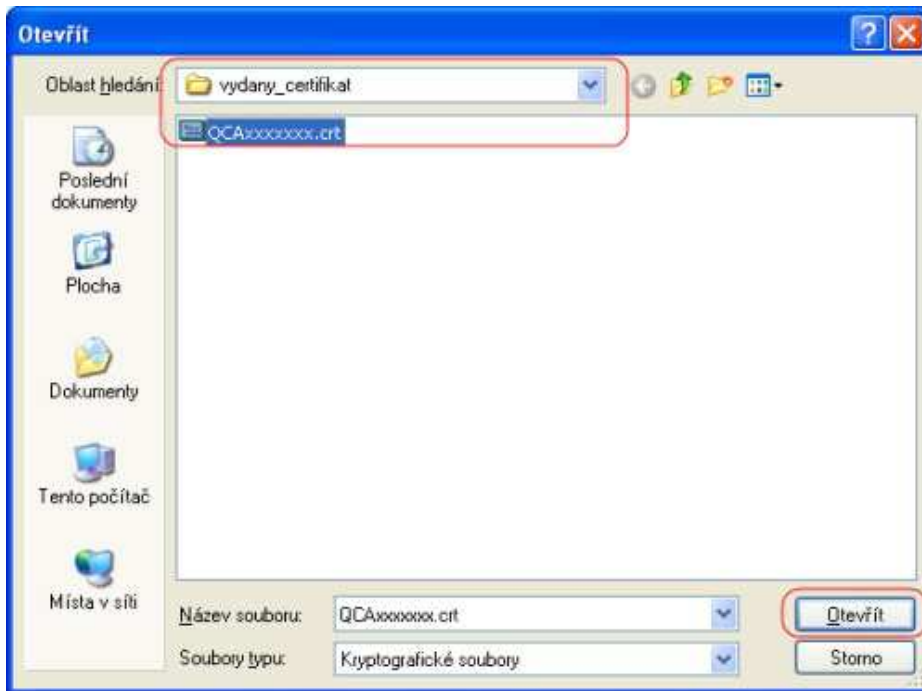 Otevřít
Oblast hledání:
vydany_certifikat
QCAxxxxxxx.crt
Poslední
dokumenty
Plocha
Dokumenty
Tento počítač
Místa v síti
Název souboru: QCAxxxxxxx.crt Otevřít
Soubory typu: Kryptografické soubory Storno